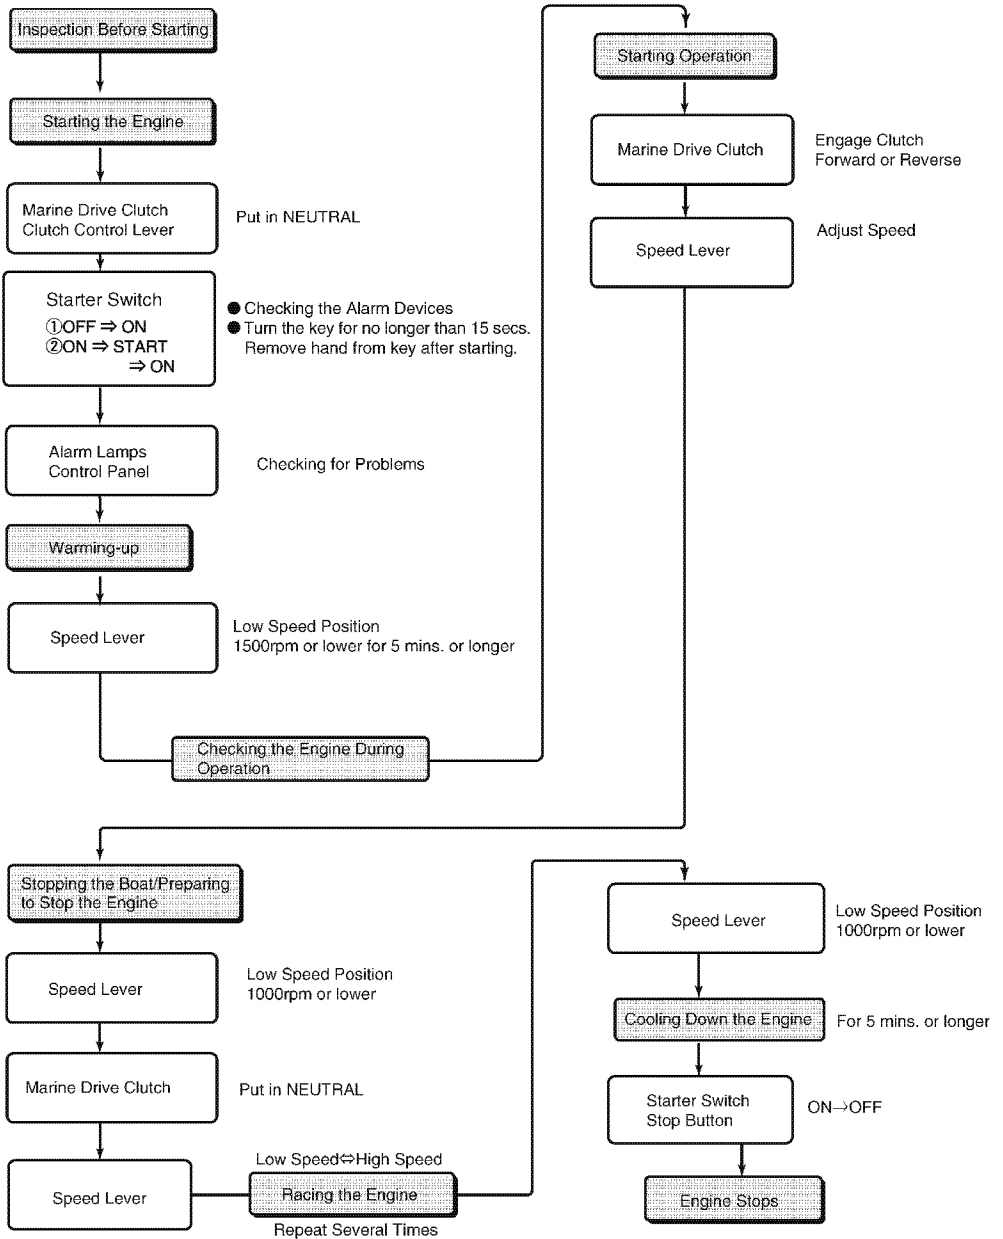 Inspection Before Starting
Starting the Engine
Marine Drive Clutch
Clutch Control Lever
Put in NEUTRAL
Starter Switch
①OFF ⇒ ON
②ON ⇒ START
⇒ ON
● Checking the Alarm Devices
● Turn the key for no longer than 15 secs.
Remove hand from key after starting.
Alarm Lamps
Control Panel
Checking for Problems
Warming-up
Speed Lever
Low Speed Position
1500rpm or lower for 5 mins. or longer
Checking the Engine During
Operation
Starting Operation
Marine Drive Clutch
Engage Clutch
Forward or Reverse
Speed Lever
Adjust Speed
Stopping the Boat/Preparing
to Stop the Engine
Speed Lever
Low Speed Position
1000rpm or lower
Marine Drive Clutch
Put in NEUTRAL
Speed Lever
Low Speed⇔High Speed
Racing the Engine
Repeat Several Times
Speed Lever
Low Speed Position
1000rpm or lower
Cooling Down the Engine
For 5 mins. or longer
Starter Switch
Stop Button
ON→OFF
Engine Stops